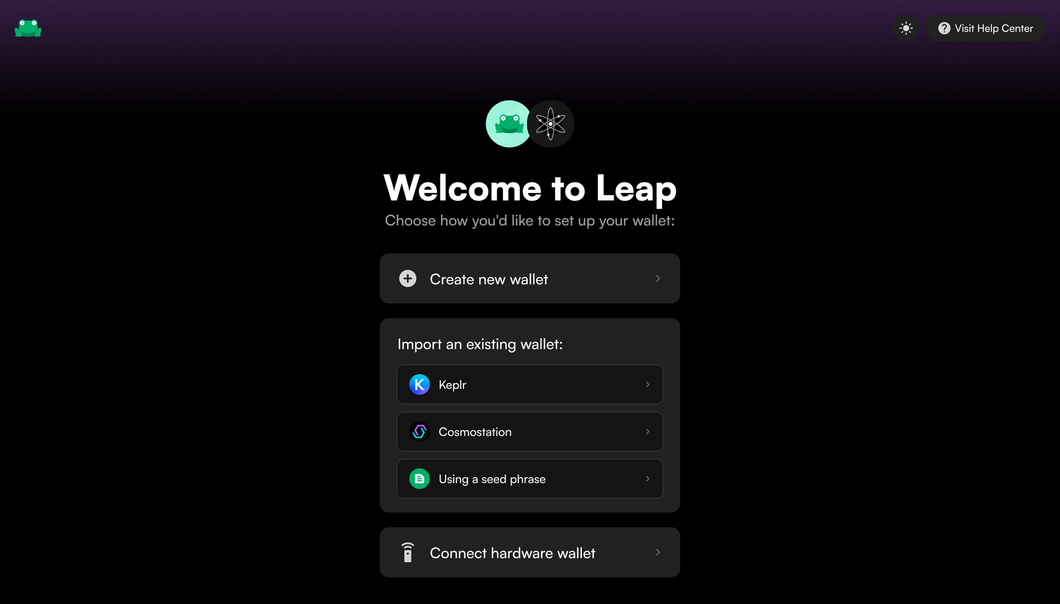 Visit Help Center
Welcome to Leap
Choose how you'd like to set up your wallet:
Create new wallet
Import an existing wallet:
Keplr
Cosmostation
Using a seed phrase
Connect hardware wallet